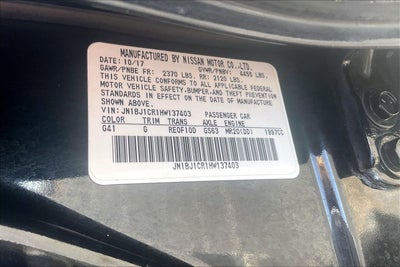 MANUFACTURED BY NISSAN MOTOR CO.,LTD.
DATE: 10/17 GVWR/PNBV: 4455 LBS.
GAWR/PNBE FR: 2370 LBS. RR: 2120 LBS.
THIS VEHICLE CONFORMS TO ALL APPLICABLE FEDERAL
MOTOR VEHICLE SAFETY, BUMPER, AND THEFT PREVENTION
STANDARDS IN EFFECT ON THE DATE OF MANUFACTURE
SHOWN ABOVE.
VIN: JN1BJ1CR1HW137403 PASSENGER CAR
COLOR TRIM TRANS AXLE ENGINE
G41 G RE0F10D GS63 MR20(DD) 1997CC
JN1BJ1CR1HW137403